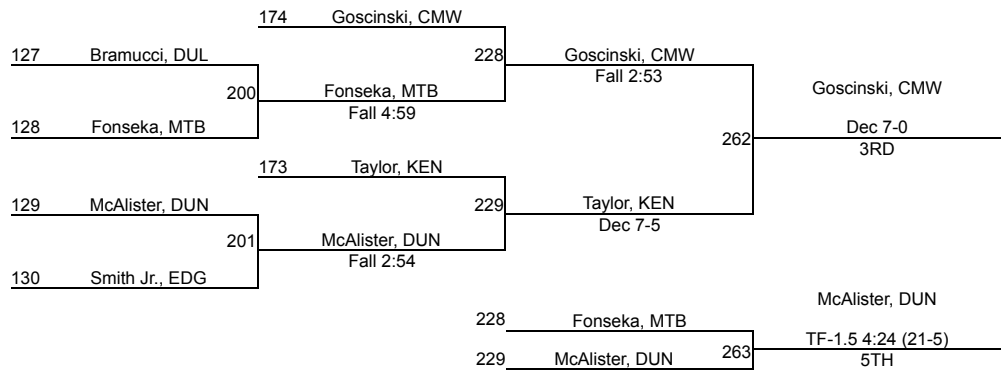 174 Goscinski, CMW
127 Bramucci, DUL
228 Goscinski, CMW
Fall 2:53
200 Fonseka, MTB
Fall 4:59
Goscinski, CMW
128 Fonseka, MTB
262 Dec 7-0
3RD
173 Taylor, KEN
129 McAlister, DUN
229 Taylor, KEN
Dec 7-5
201 McAlister, DUN
Fall 2:54
130 Smith Jr., EDG
McAlister, DUN
228 Fonseka, MTB
263 TF-1.5 4:24 (21-5)
5TH
229 McAlister, DUN